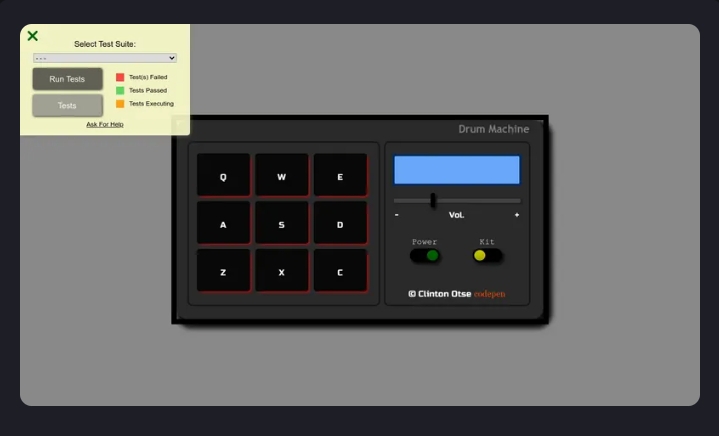 Select Test Suite:
---
Run Tests
Test(s) Failed
Tests Passed
Tests
Tests Executing
Ask For Help
Drum Machine
Q W E
A S D
Z X C
- Vol. +
Power Kit
© Clinton Otse codepen